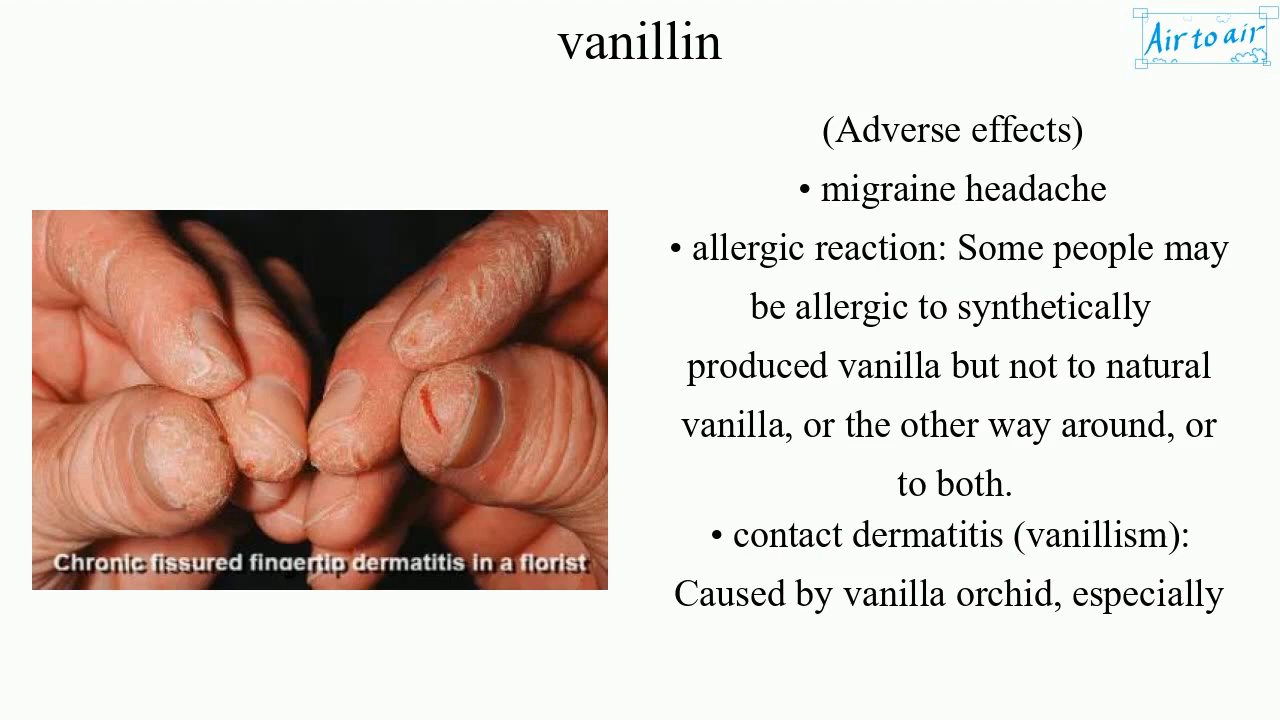 vanillin
Air to air
(Adverse effects)
• migraine headache
• allergic reaction: Some people may
be allergic to synthetically
produced vanilla but not to natural
vanilla, or the other way around, or
to both.
• contact dermatitis (vanillism):
Caused by vanilla orchid, especially
Chronic fissured fingertip dermatitis in a florist